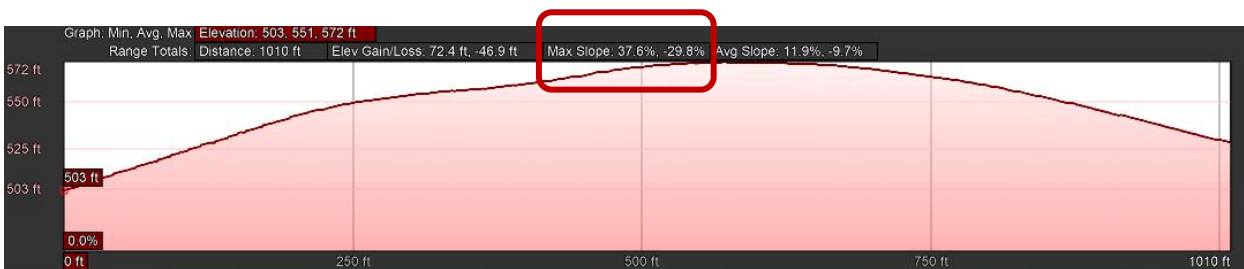 Graph: Min, Avg, Max Elevation: 503, 551, 572 ft
Range Totals: Distance: 1010 ft Elev Gain/Loss: 72.4 ft, -46.9 ft Max Slope: 37.6%, -29.8% Avg Slope: 11.9%, -9.7%
572 ft
550 ft
525 ft
503 ft
503 ft
0.0%
0 ft 250 ft 500 ft 750 ft 1010 ft